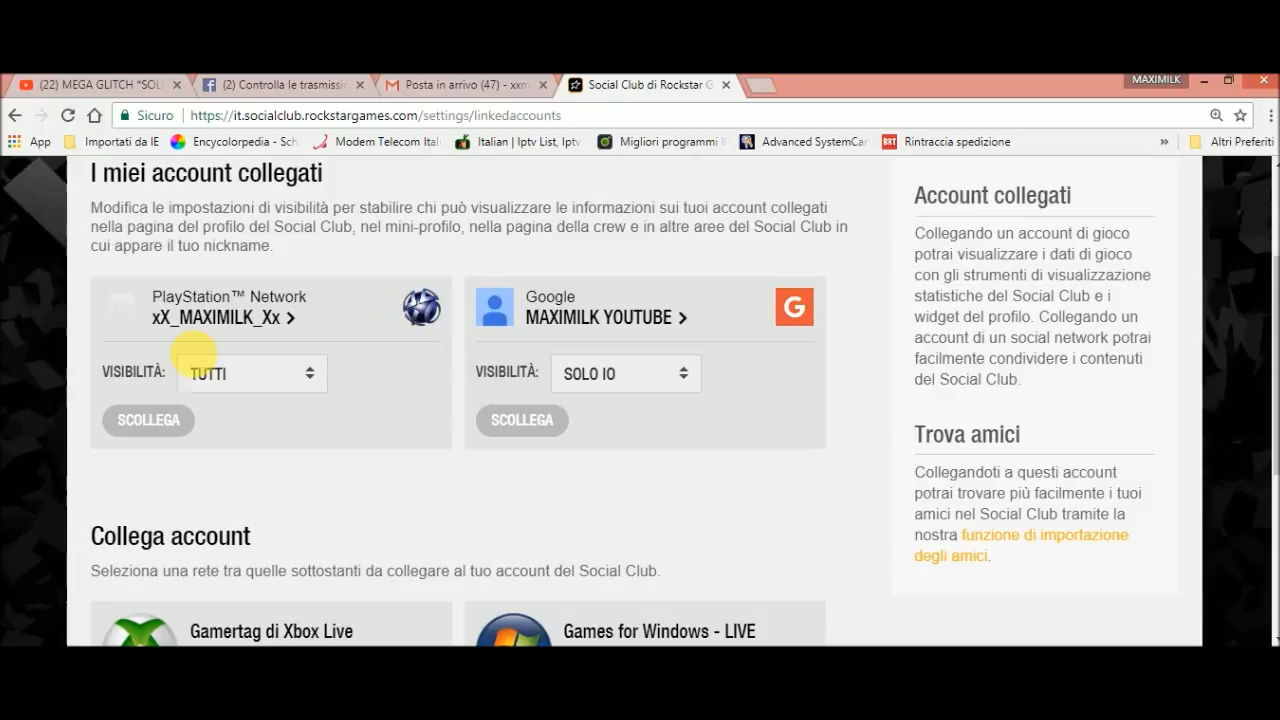 (22) MEGA GLITCH *SOL
(2) Controlla le trasmissic
Posta in arrivo (47) - xxm
Social Club di Rockstar G
MAXIMILK
Sicuro
https://it.socialclub.rockstargames.com/settings/linkedaccounts
App
Importati da IE
Encycolorpedia - Sch
Modem Telecom Ital
Italian | Iptv List, Iptv
Migliori programmi I
Advanced SystemCar
BRT
Rintraccia spedizione
»
Altri Preferiti
I miei account collegati
Modifica le impostazioni di visibilità per stabilire chi può visualizzare le informazioni sui tuoi account collegati
nella pagina del profilo del Social Club, nel mini-profilo, nella pagina della crew e in altre aree del Social Club in
cui appare il tuo nickname.
PlayStation™ Network
xX_MAXIMILK_Xx
VISIBILITÀ:
TUTTI
SCOLLEGA
Google
MAXIMILK YOUTUBE
G
VISIBILITÀ:
SOLO IO
SCOLLEGA
Collega account
Seleziona una rete tra quelle sottostanti da collegare al tuo account del Social Club.
Gamertag di Xbox Live
Games for Windows - LIVE
Account collegati
Collegando un account di gioco
potrai visualizzare i dati di gioco
con gli strumenti di visualizzazione
statistiche del Social Club e i
widget del profilo. Collegando un
account di un social network potrai
facilmente condividere i contenuti
del Social Club.
Trova amici
Collegandoti a questi account
potrai trovare più facilmente i tuoi
amici nel Social Club tramite la
nostra funzione di importazione
degli amici.